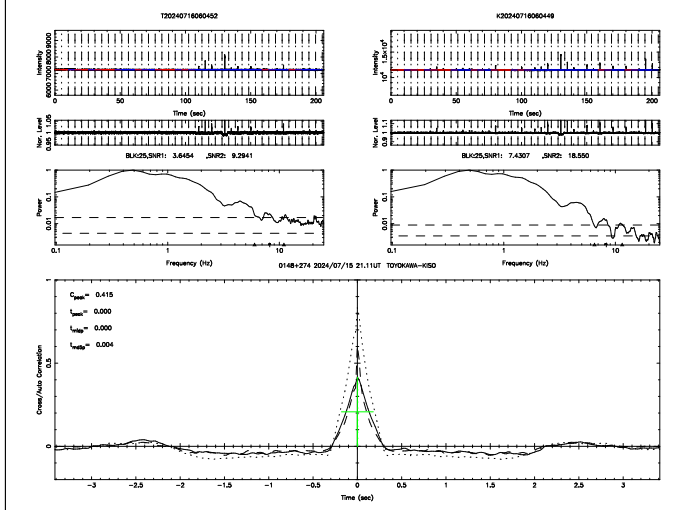 T20240716060452
K20240716060449
Intensity
6000 7000 8000 9000
Intensity
10⁴ 1.5×10⁴
0 50 100 150 200
0 50 100 150 200
Time (sec)
Time (sec)
Nor. Level
0.95 1 1.05
Nor. Level
0.9 1 1.1
BLK:25,SNR1: 3.6454 ,SNR2: 9.2941
BLK:25,SNR1: 7.4307 ,SNR2: 18.550
Power
0.01 0.1 1
Power
0.01 0.1 1
0.1 1 10
0.1 1 10
Frequency (Hz)
Frequency (Hz)
0148+274 2024/07/15 21.11UT TOYOKAWA-KISO
Cpeak= 0.415
tpeak= 0.000
tmidp= 0.000
Cross/Auto Correlation
0 0.5 1
-3 -2.5 -2 -1.5 -1 -0.5 0 0.5 1 1.5 2 2.5 3
Time (sec)